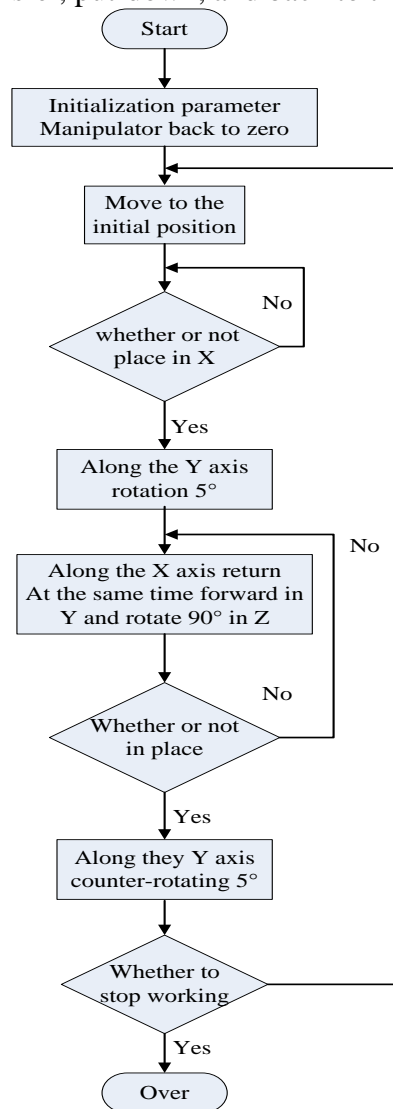 Start
Initialization parameter
Manipulator back to zero
Move to the
initial position
No
whether or not
place in X
Yes
Along the Y axis
rotation 5°
No
Along the X axis return
At the same time forward in
Y and rotate 90° in Z
No
Whether or not
in place
Yes
Along they Y axis
counter-rotating 5°
Whether to
stop working
Yes
Over